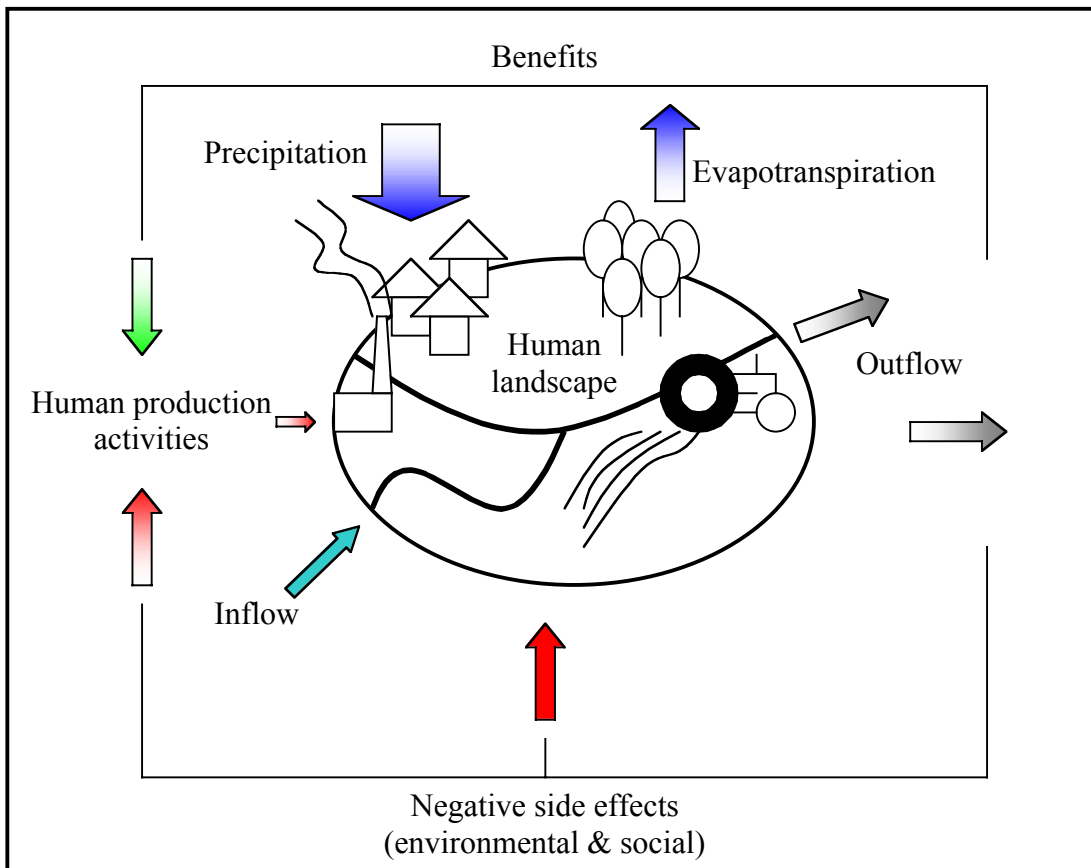 Benefits
Precipitation
Evapotranspiration
Human
landscape
Outflow
Human production
activities
Inflow
Negative side effects
(environmental & social)